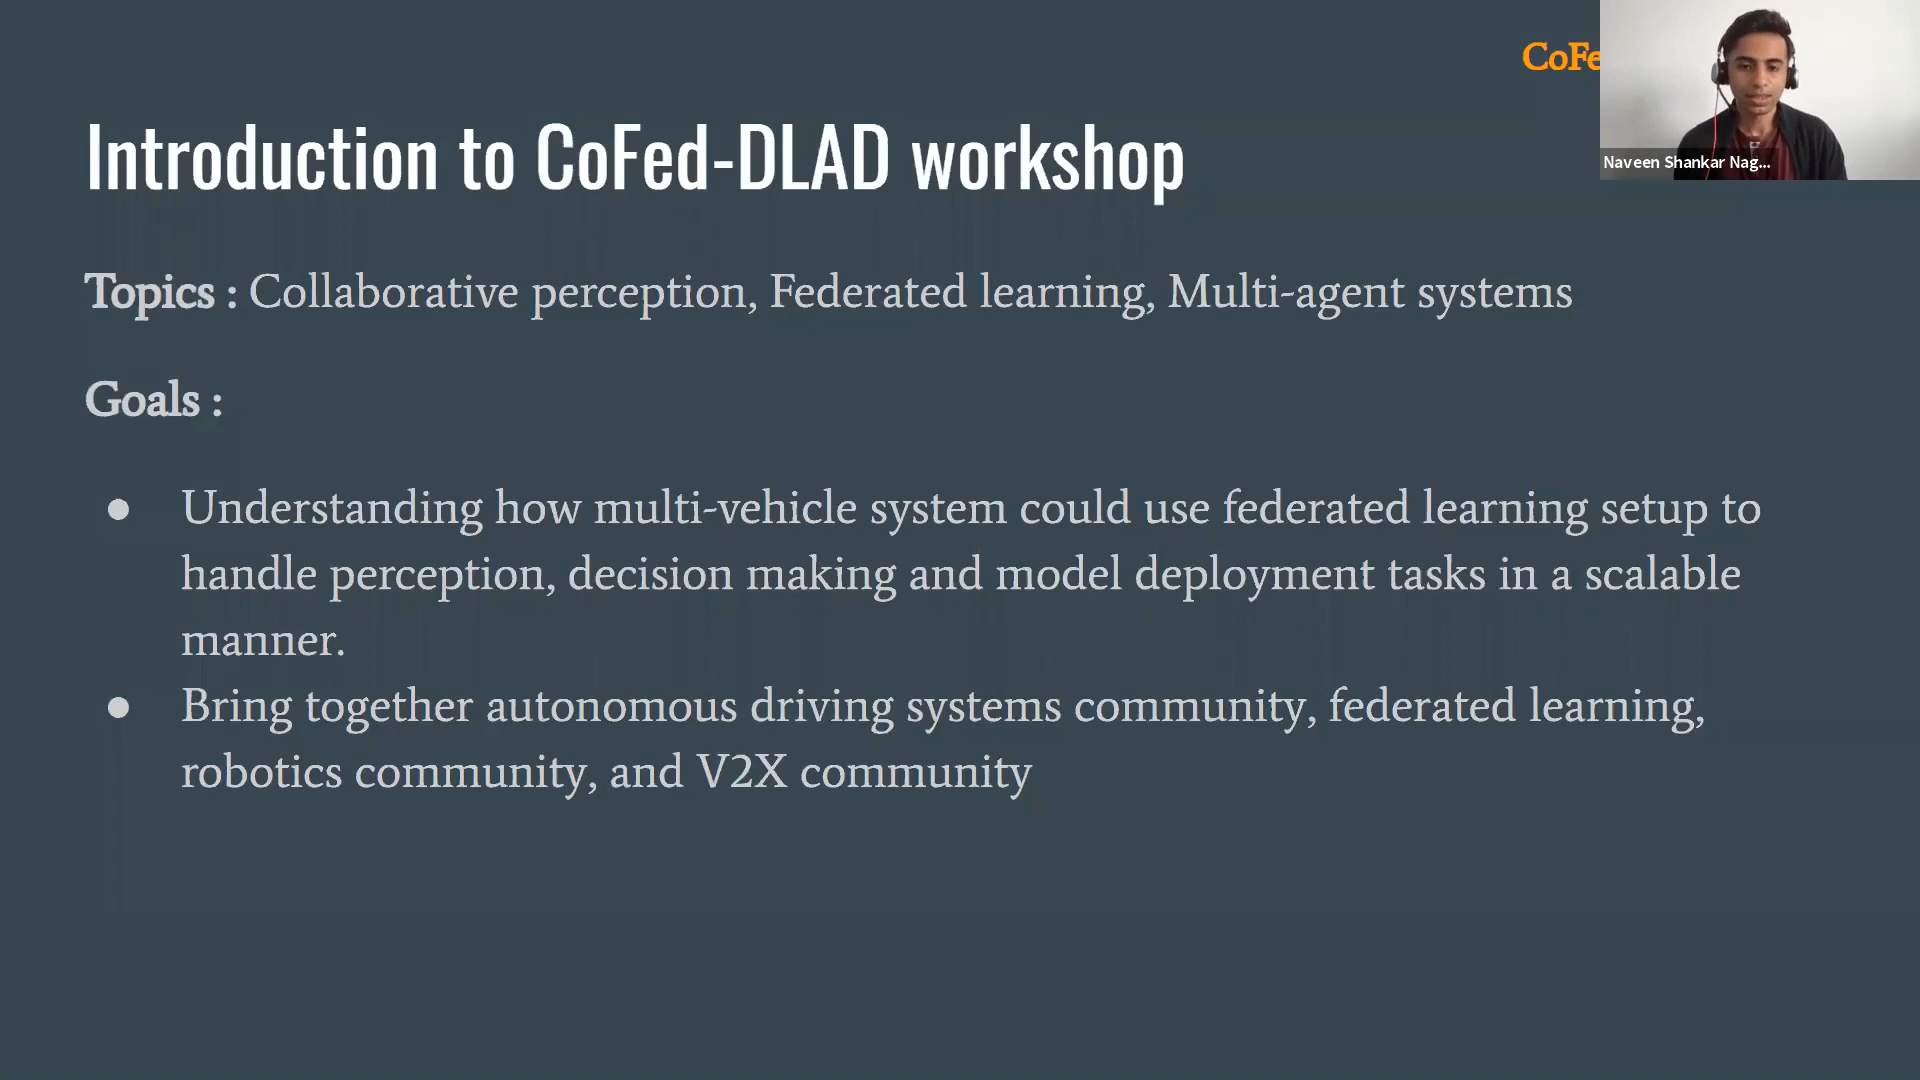 CoFe
Introduction to CoFed-DLAD workshop
Naveen Shankar Nag...
Topics : Collaborative perception, Federated learning, Multi-agent systems
Goals :
● Understanding how multi-vehicle system could use federated learning setup to
handle perception, decision making and model deployment tasks in a scalable
manner.
● Bring together autonomous driving systems community, federated learning,
robotics community, and V2X community